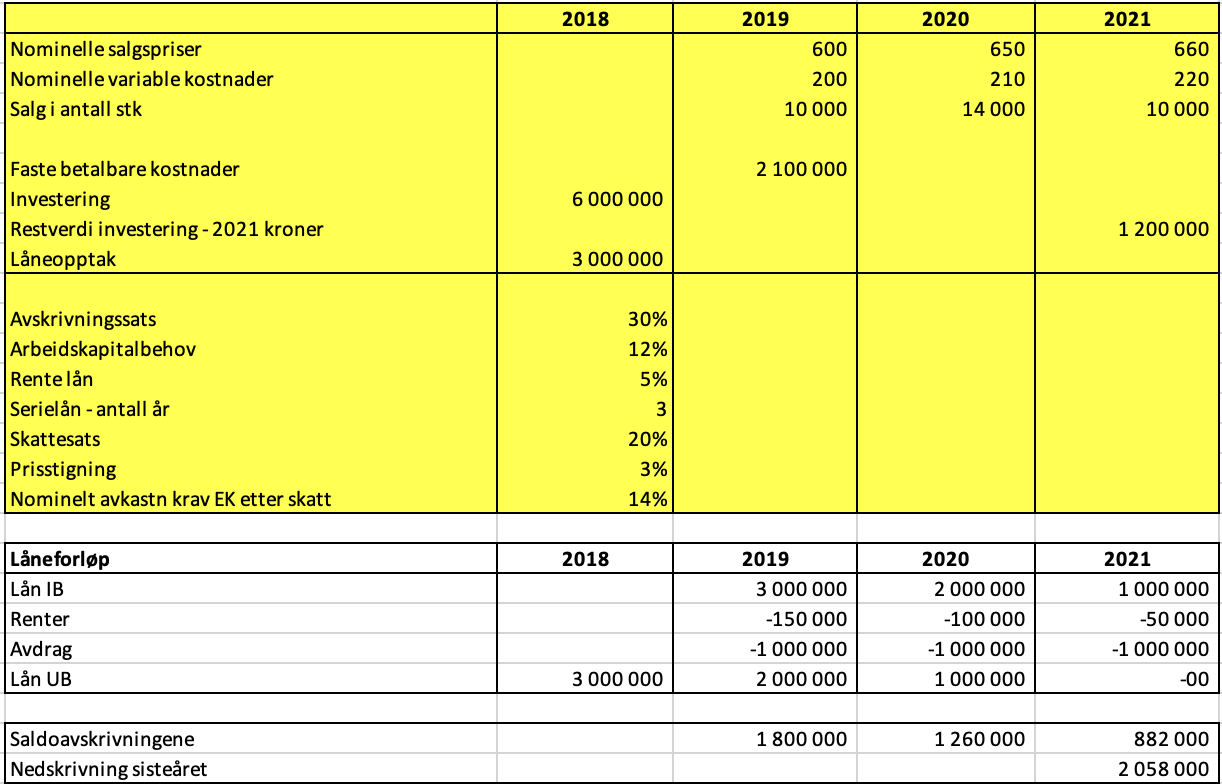 2018 2019 2020 2021
Nominelle salgspriser 600 650 660
Nominelle variable kostnader 200 210 220
Salg i antall stk 10 000 14 000 10 000
Faste betalbare kostnader 2 100 000
Investering 6 000 000
Restverdi investering - 2021 kroner 1 200 000
Låneopptak 3 000 000
Avskrivningssats 30%
Arbeidskapitalbehov 12%
Rente lån 5%
Serielån - antall år 3
Skattesats 20%
Prisstigning 3%
Nominelt avkastn krav EK etter skatt 14%
Låneforløp 2018 2019 2020 2021
Lån IB 3 000 000 2 000 000 1 000 000
Renter -150 000 -100 000 -50 000
Avdrag -1 000 000 -1 000 000 -1 000 000
Lån UB 3 000 000 2 000 000 1 000 000 -00
Saldoavskrivningene 1 800 000 1 260 000 882 000
Nedskrivning sisteåret 2 058 000